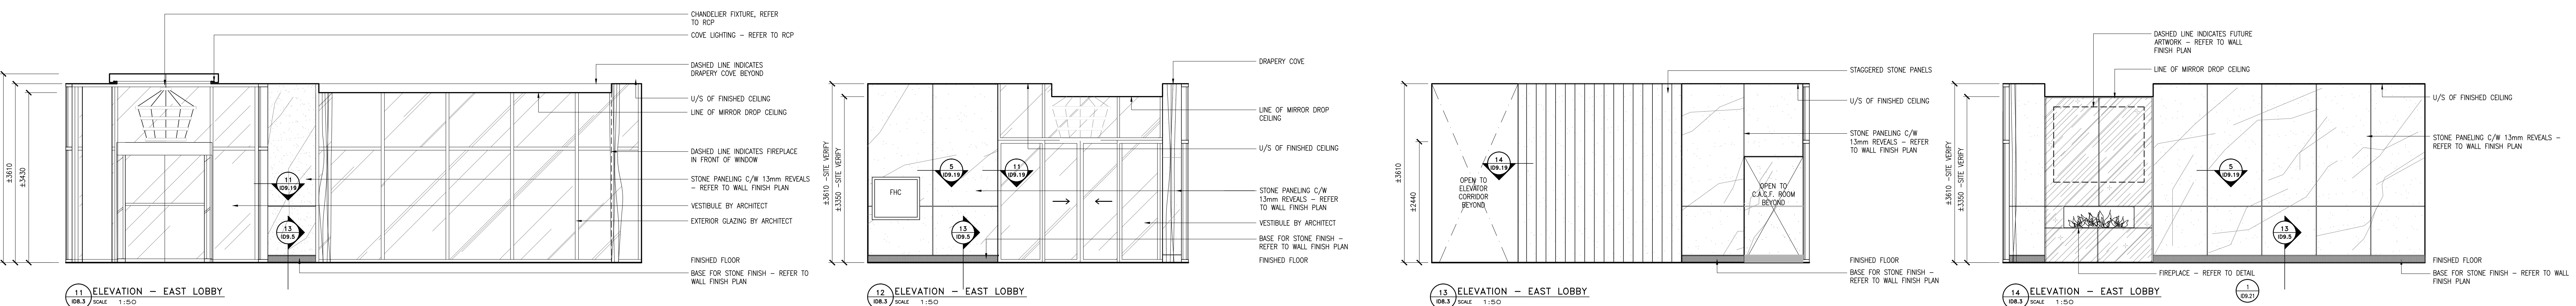 CHANDELIER FIXTURE, REFER
TO RCP
COVE LIGHTING - REFER TO RCP
DASHED LINE INDICATES
DRAPERY COVE BEYOND
U/S OF FINISHED CEILING
LINE OF MIRROR DROP CEILING
DASHED LINE INDICATES FIREPLACE
IN FRONT OF WINDOW
STONE PANELING C/W 13mm REVEALS
- REFER TO WALL FINISH PLAN
VESTIBULE BY ARCHITECT
EXTERIOR GLAZING BY ARCHITECT
FINISHED FLOOR
BASE FOR STONE FINISH - REFER TO
WALL FINISH PLAN
±3610
±3430
11
ID9.19
13
ID9.5
11
ID8.3
ELEVATION - EAST LOBBY
SCALE 1:50
DRAPERY COVE
LINE OF MIRROR DROP
CEILING
U/S OF FINISHED CEILING
STONE PANELING C/W
13mm REVEALS - REFER
TO WALL FINISH PLAN
VESTIBULE BY ARCHITECT
BASE FOR STONE FINISH -
REFER TO WALL FINISH PLAN
FINISHED FLOOR
±3610 -SITE VERIFY
±3350 -SITE VERIFY
FHC
5
ID9.19
11
ID9.19
13
ID9.5
12
ID8.3
ELEVATION - EAST LOBBY
SCALE 1:50
STAGGERED STONE PANELS
U/S OF FINISHED CEILING
STONE PANELING C/W
13mm REVEALS - REFER
TO WALL FINISH PLAN
FINISHED FLOOR
BASE FOR STONE FINISH -
REFER TO WALL FINISH PLAN
±3610
±2440
14
ID9.19
OPEN TO
ELEVATOR
CORRIDOR
BEYOND
OPEN TO
C.A.C.F. ROOM
BEYOND
13
ID8.3
ELEVATION - EAST LOBBY
SCALE 1:50
DASHED LINE INDICATES FUTURE
ARTWORK - REFER TO WALL
FINISH PLAN
LINE OF MIRROR DROP CEILING
U/S OF FINISHED CEILING
STONE PANELING C/W 13mm REVEALS -
REFER TO WALL FINISH PLAN
FINISHED FLOOR
BASE FOR STONE FINISH - REFER TO WALL
FINISH PLAN
±3610 -SITE VERIFY
±3350 -SITE VERIFY
5
ID9.19
13
ID9.5
FIREPLACE - REFER TO DETAIL
1
ID9.21
14
ID8.3
ELEVATION - EAST LOBBY
SCALE 1:50